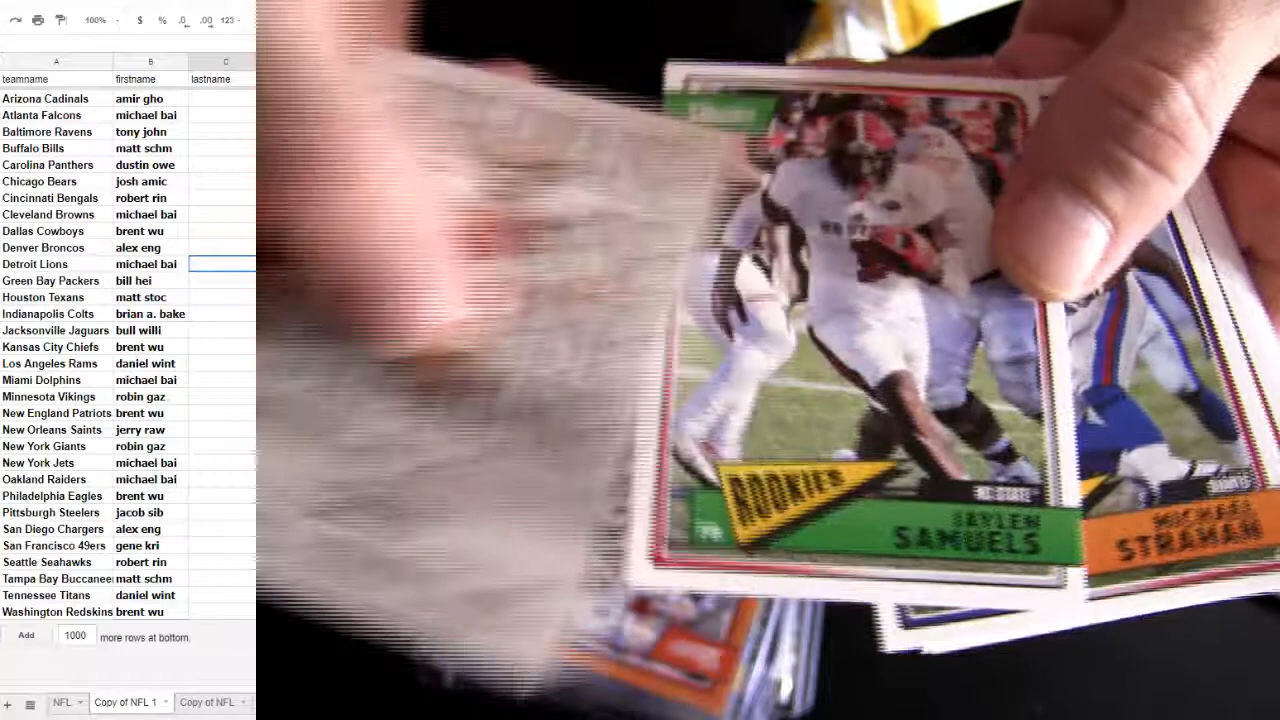 100% $ % .0 .00 123
A B C
teamname firstname lastname
Arizona Cadinals amir gho
Atlanta Falcons michael bai
Baltimore Ravens tony john
Buffalo Bills matt schm
Carolina Panthers dustin owe
Chicago Bears josh amic
Cincinnati Bengals robert rin
Cleveland Browns michael bai
Dallas Cowboys brent wu
Denver Broncos alex eng
Detroit Lions michael bai
Green Bay Packers bill hei
Houston Texans matt stoc
Indianapolis Colts brian a. bake
Jacksonville Jaguars bull willi
Kansas City Chiefs brent wu
Los Angeles Rams daniel wint
Miami Dolphins michael bai
Minnesota Vikings robin gaz
New England Patriots brent wu
New Orleans Saints jerry raw
New York Giants robin gaz
New York Jets michael bai
Oakland Raiders michael bai
Philadelphia Eagles brent wu
Pittsburgh Steelers jacob sib
San Diego Chargers alex eng
San Francisco 49ers gene kri
Seattle Seahawks robert rin
Tampa Bay Buccanee matt schm
Tennessee Titans daniel wint
Washington Redskins brent wu
Add 1000 more rows at bottom.
+ NFL Copy of NFL 1 Copy of NFL
ROOKIES
NC STATE
JAYLEN
SAMUELS
RB
GIANTS
MICHAEL
STRAHAN